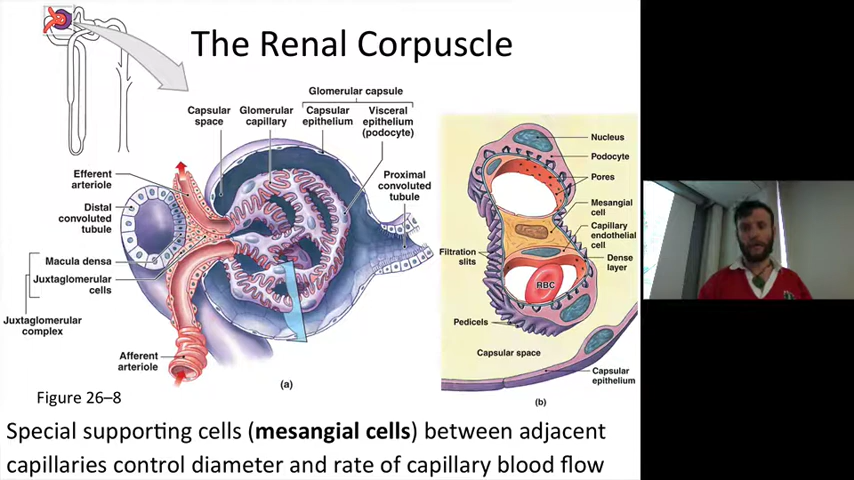 The Renal Corpuscle
Glomerular capsule
Capsular
space
Glomerular
capillary
Capsular
epithelium
Visceral
epithelium
(podocyte)
Efferent
arteriole
Distal
convoluted
tubule
Macula densa
Juxtaglomerular
cells
Juxtaglomerular
complex
Afferent
arteriole
Proximal
convoluted
tubule
(a)
Nucleus
Podocyte
Pores
Mesangial
cell
Capillary
endothelial
cell
Dense
layer
Filtration
slits
RBC
Pedicels
Capsular space
Capsular
epithelium
(b)
Figure 26–8
Special supporting cells (mesangial cells) between adjacent
capillaries control diameter and rate of capillary blood flow